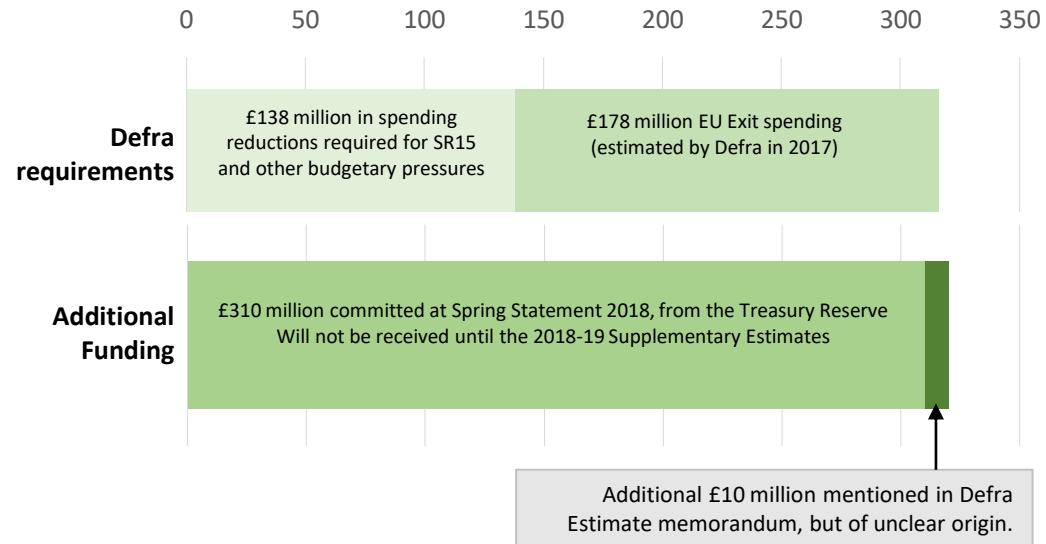 0 50 100 150 200 250 300 350
Defra
requirements
£138 million in spending
reductions required for SR15
and other budgetary pressures
£178 million EU Exit spending
(estimated by Defra in 2017)
Additional
Funding
£310 million committed at Spring Statement 2018, from the Treasury Reserve
Will not be received until the 2018-19 Supplementary Estimates
Additional £10 million mentioned in Defra
Estimate memorandum, but of unclear origin.